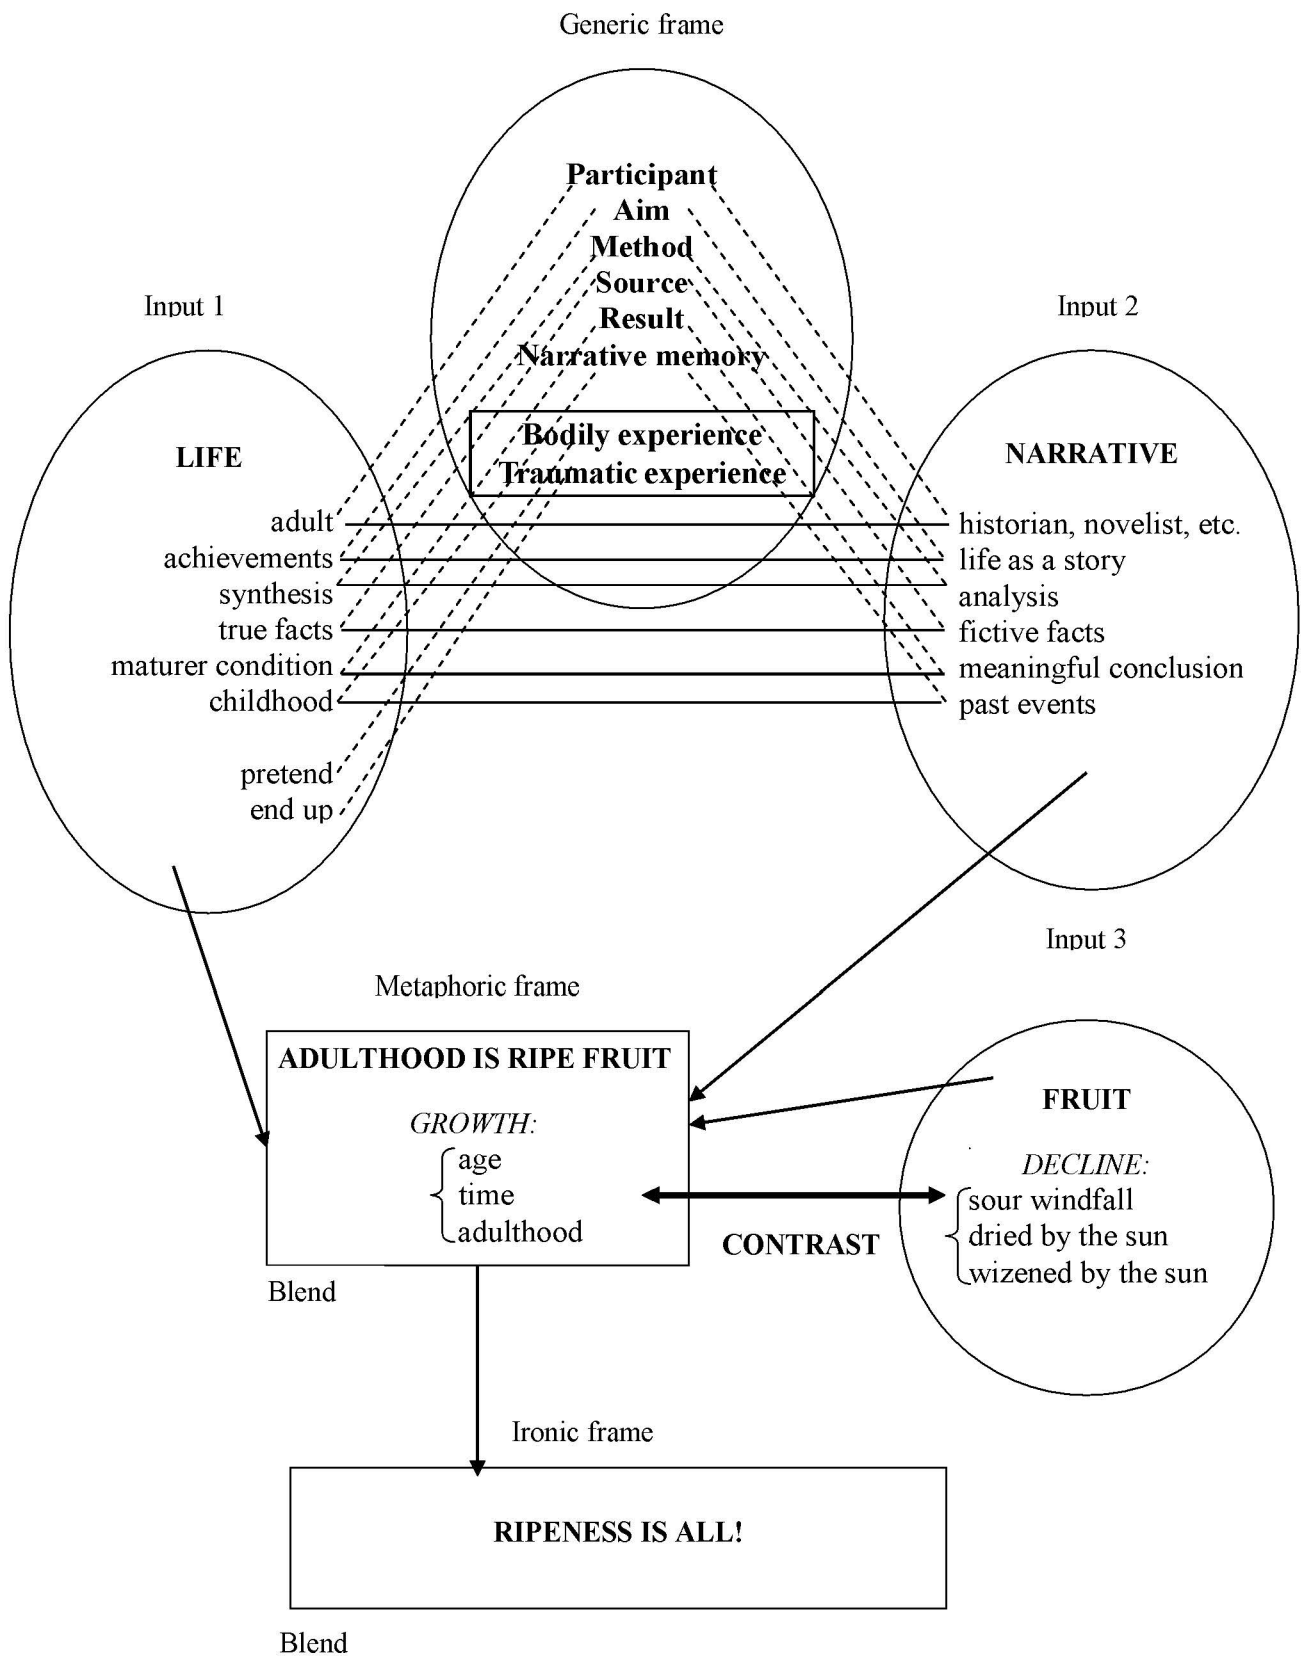 Generic frame
Participant
Aim
Method
Source
Result
Narrative memory
Bodily experience
Traumatic experience
Input 1
LIFE
adult
achievements
synthesis
true facts
maturer condition
childhood
pretend
end up
Input 2
NARRATIVE
historian, novelist, etc.
life as a story
analysis
fictive facts
meaningful conclusion
past events
Input 3
FRUIT
DECLINE:
sour windfall
dried by the sun
wizened by the sun
Metaphoric frame
ADULTHOOD IS RIPE FRUIT
GROWTH:
age
time
adulthood
CONTRAST
Blend
Ironic frame
RIPENESS IS ALL!
Blend